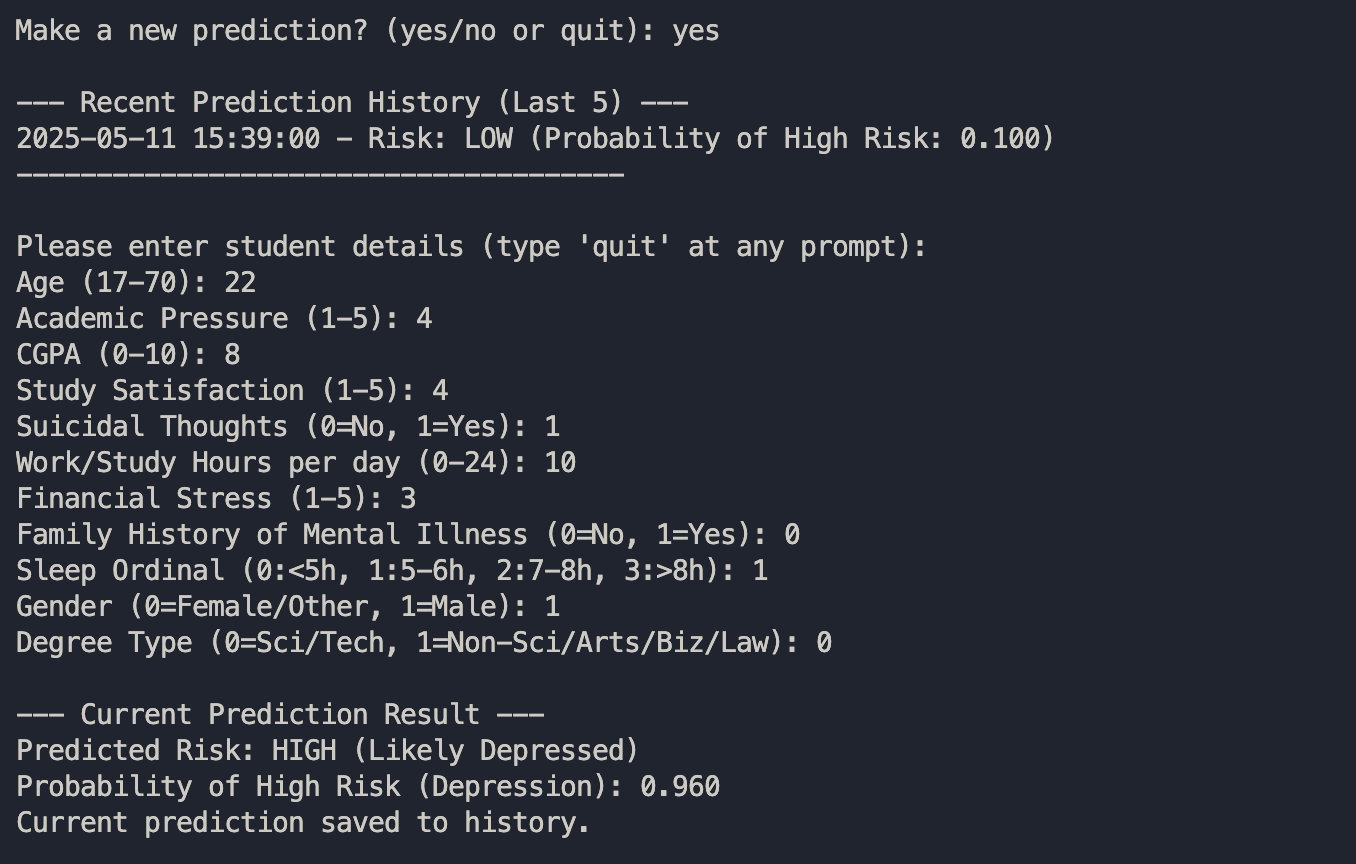 Make a new prediction? (yes/no or quit): yes
--- Recent Prediction History (Last 5) ---
2025-05-11 15:39:00 - Risk: LOW (Probability of High Risk: 0.100)
--------------------------------------
Please enter student details (type 'quit' at any prompt):
Age (17-70): 22
Academic Pressure (1-5): 4
CGPA (0-10): 8
Study Satisfaction (1-5): 4
Suicidal Thoughts (0=No, 1=Yes): 1
Work/Study Hours per day (0-24): 10
Financial Stress (1-5): 3
Family History of Mental Illness (0=No, 1=Yes): 0
Sleep Ordinal (0:<5h, 1:5-6h, 2:7-8h, 3:>8h): 1
Gender (0=Female/Other, 1=Male): 1
Degree Type (0=Sci/Tech, 1=Non-Sci/Arts/Biz/Law): 0
--- Current Prediction Result ---
Predicted Risk: HIGH (Likely Depressed)
Probability of High Risk (Depression): 0.960
Current prediction saved to history.